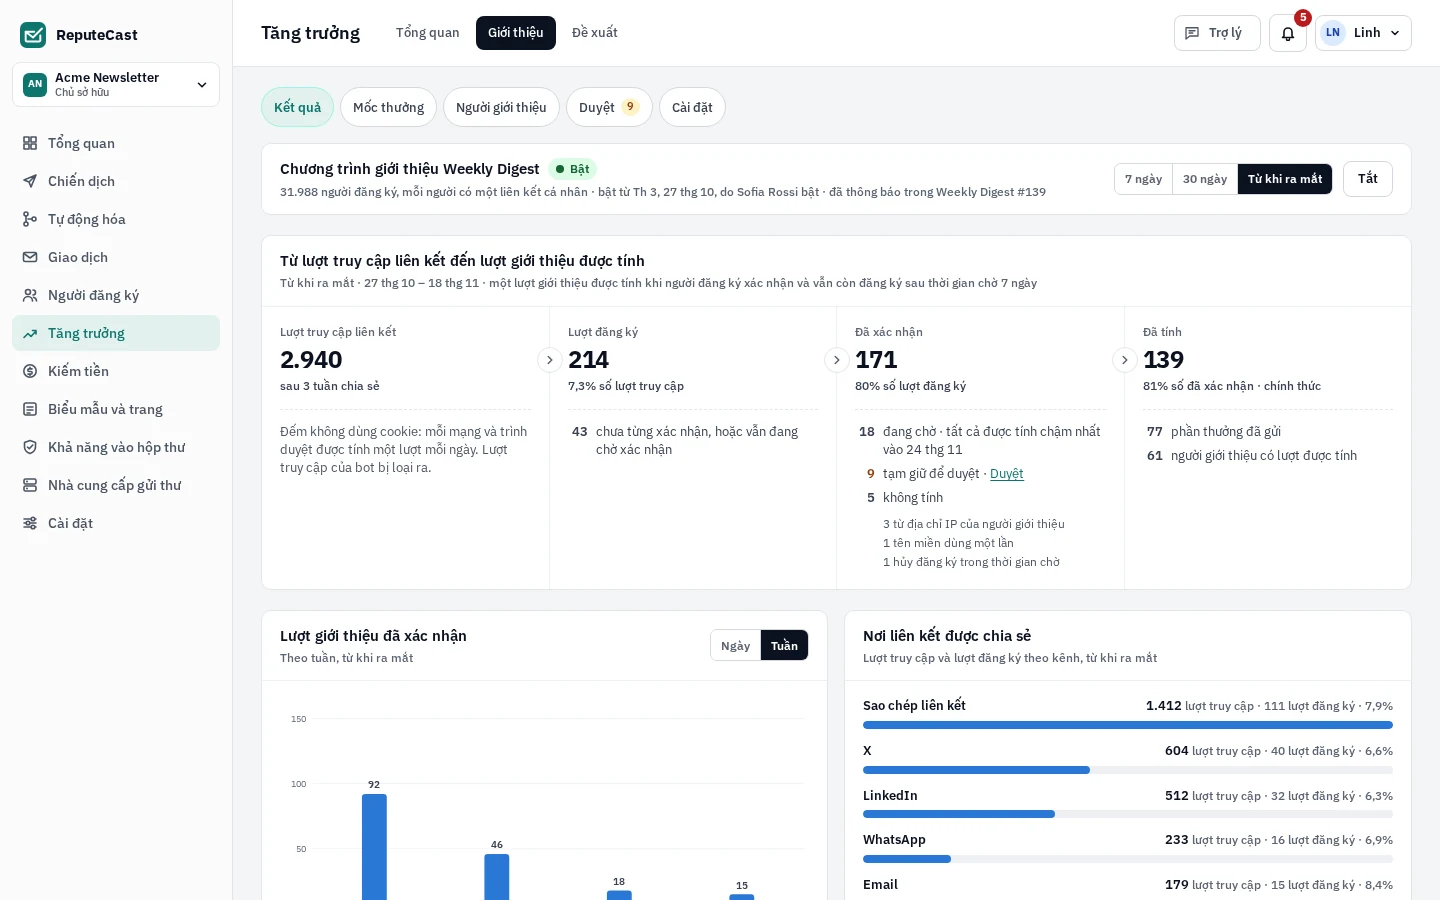 ReputeCast
AN
Acme Newsletter
Chủ sở hữu
Tổng quan
Chiến dịch
Tự động hóa
Giao dịch
Người đăng ký
Tăng trưởng
Kiếm tiền
Biểu mẫu và trang
Khả năng vào hộp thư
Nhà cung cấp gửi thư
Cài đặt
Tăng trưởng
Tổng quan
Giới thiệu
Đề xuất
Trợ lý
5
LN
Linh
Kết quả
Mốc thưởng
Người giới thiệu
Duyệt 9
Cài đặt
Chương trình giới thiệu Weekly Digest
Bật
31.988 người đăng ký, mỗi người có một liên kết cá nhân · bật từ Th 3, 27 thg 10, do Sofia Rossi bật · đã thông báo trong Weekly Digest #139
7 ngày
30 ngày
Từ khi ra mắt
Tắt
Từ lượt truy cập liên kết đến lượt giới thiệu được tính
Từ khi ra mắt · 27 thg 10 – 18 thg 11 · một lượt giới thiệu được tính khi người đăng ký xác nhận và vẫn còn đăng ký sau thời gian chờ 7 ngày
Lượt truy cập liên kết
2.940
sau 3 tuần chia sẻ
Đếm không dùng cookie: mỗi mạng và trình
duyệt được tính một lượt mỗi ngày. Lượt
truy cập của bot bị loại ra.
Lượt đăng ký
214
7,3% số lượt truy cập
43 chưa từng xác nhận, hoặc vẫn đang
chờ xác nhận
Đã xác nhận
171
80% số lượt đăng ký
18 đang chờ · tất cả được tính chậm nhất
vào 24 thg 11
9 tạm giữ để duyệt · Duyệt
5 không tính
3 từ địa chỉ IP của người giới thiệu
1 tên miền dùng một lần
1 hủy đăng ký trong thời gian chờ
Đã tính
139
81% số đã xác nhận · chính thức
77 phần thưởng đã gửi
61 người giới thiệu có lượt được tính
Lượt giới thiệu đã xác nhận
Theo tuần, từ khi ra mắt
Ngày
Tuần
150
100
50
92
46
18
15
Nơi liên kết được chia sẻ
Lượt truy cập và lượt đăng ký theo kênh, từ khi ra mắt
Sao chép liên kết
1.412 lượt truy cập · 111 lượt đăng ký · 7,9%
X
604 lượt truy cập · 40 lượt đăng ký · 6,6%
LinkedIn
512 lượt truy cập · 32 lượt đăng ký · 6,3%
WhatsApp
233 lượt truy cập · 16 lượt đăng ký · 6,9%
Email
179 lượt truy cập · 15 lượt đăng ký · 8,4%